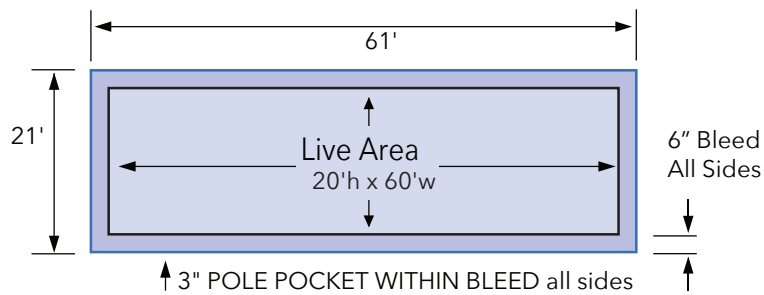 61'
21'
Live Area
20'h x 60'w
6” Bleed
All Sides
3" POLE POCKET WITHIN BLEED all sides